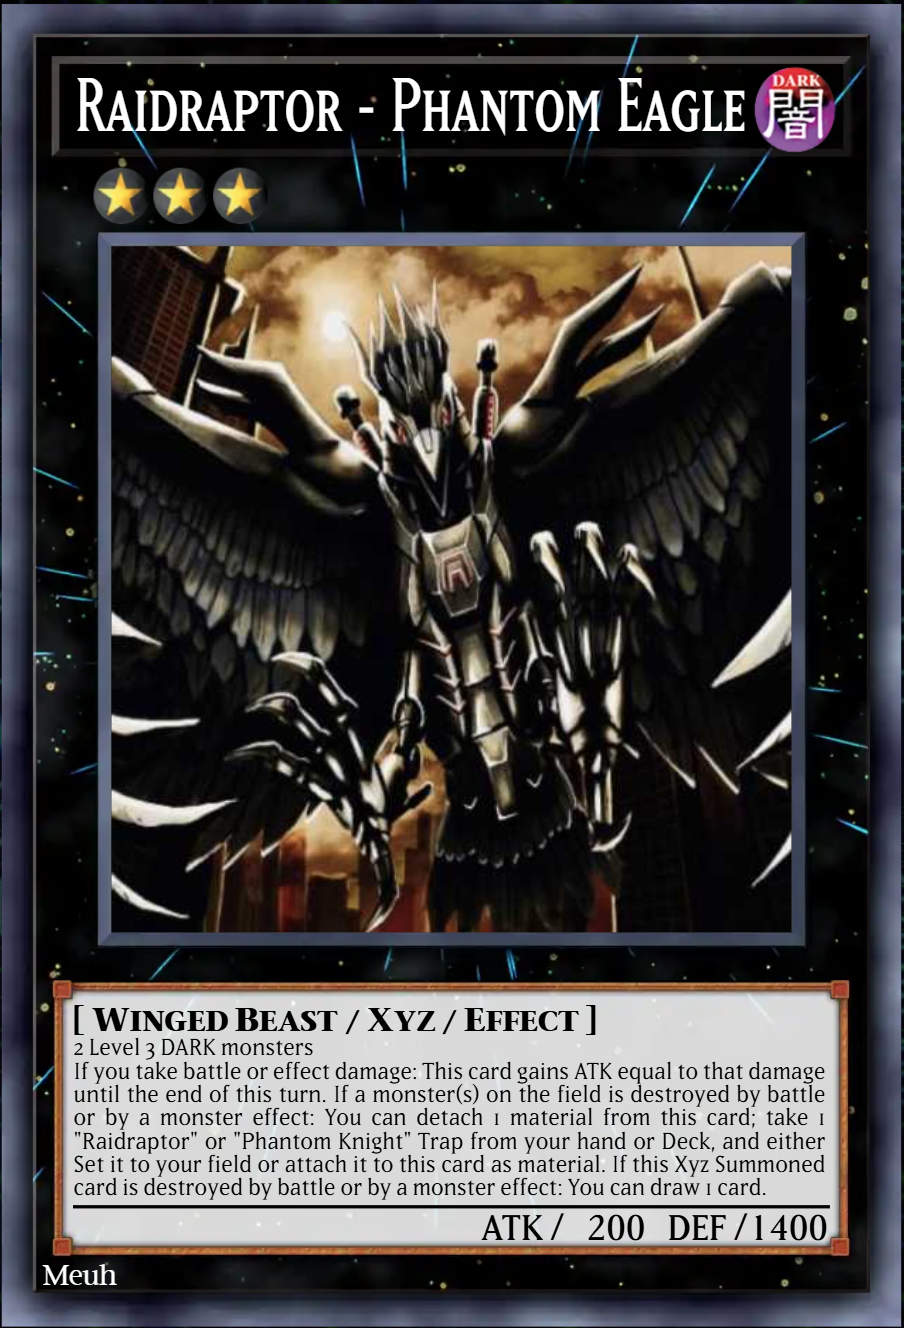 Raidraptor - Phantom Eagle
DARK
闇
[ Winged Beast / Xyz / Effect ]
2 Level 3 DARK monsters
If you take battle or effect damage: This card gains ATK equal to that damage
until the end of this turn. If a monster(s) on the field is destroyed by battle
or by a monster effect: You can detach 1 material from this card; take 1
"Raidraptor" or "Phantom Knight" Trap from your hand or Deck, and either
Set it to your field or attach it to this card as material. If this Xyz Summoned
card is destroyed by battle or by a monster effect: You can draw 1 card.
ATK / 200 DEF /1400
Meuh